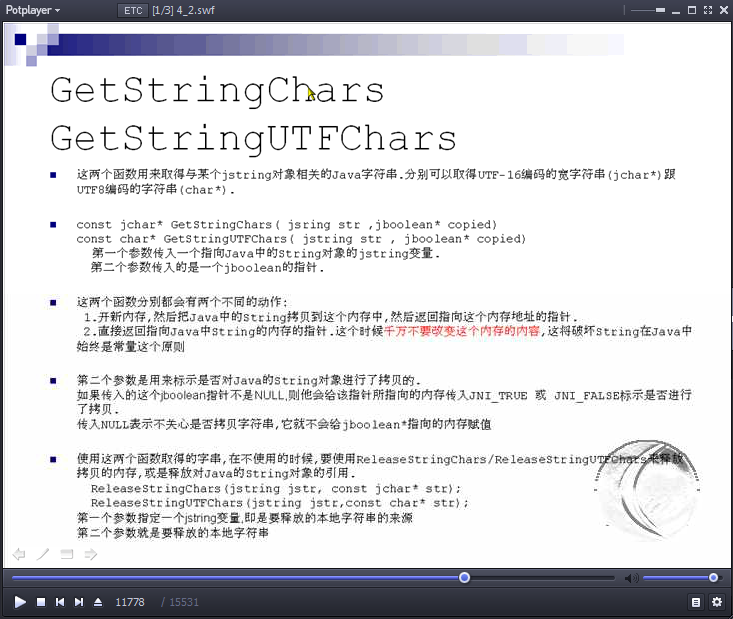 Potplayer
ETC
[1/3] 4_2.swf
GetStringChars
GetStringUTFChars
这两个函数用来取得与某个jstring对象相关的Java字符串.分别可以取得UTF-16编码的宽字符串(jchar*)跟
UTF8编码的字符串(char*).
const jchar* GetStringChars( jsring str ,jboolean* copied)
const char* GetStringUTFChars( jstring str , jboolean* copied)
第一个参数传入一个指向Java中的String对象的jstring变量.
第二个参数传入的是一个jboolean的指针.
这两个函数分别都会有两个不同的动作:
1.开新内存,然后把Java中的String拷贝到这个内存中,然后返回指向这个内存地址的指针.
2.直接返回指向Java中String的内存的指针.这个时候千万不要改变这个内存的内容,这将破坏String在Java中
始终是常量这个原则
第二个参数是用来标示是否对Java的String对象进行了拷贝的.
如果传入的这个jboolean指针不是NULL,则他会给该指针所指向的内存传入JNI_TRUE 或 JNI_FALSE标示是否进行
了拷贝.
传入NULL表示不关心是否拷贝字符串,它就不会给jboolean*指向的内存赋值
使用这两个函数取得的字串,在不使用的时候,要使用ReleaseStringChars/ReleaseStringUTFChars来释放
拷贝的内存,或是释放对Java的String对象的引用.
ReleaseStringChars(jstring jstr, const jchar* str);
ReleaseStringUTFChars(jstring jstr,const char* str);
第一个参数指定一个jstring变量,即是要释放的本地字符串的来源
第二个参数就是要释放的本地字符串
11778 / 15531